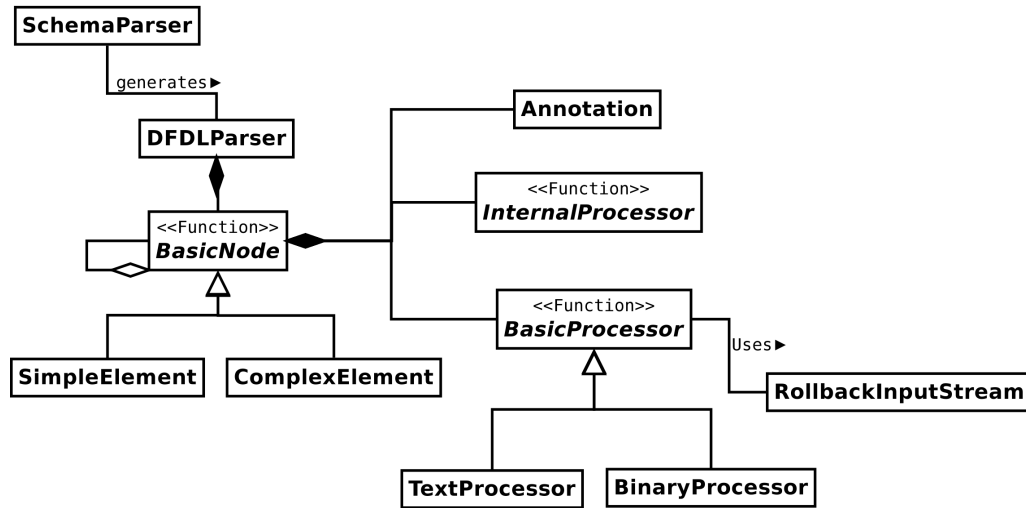 SchemaParser
generates►
DFDLParser
Annotation
<<Function>>
InternalProcessor
<<Function>>
BasicNode
<<Function>>
BasicProcessor
Uses►
SimpleElement
ComplexElement
RollbackInputStream
TextProcessor
BinaryProcessor